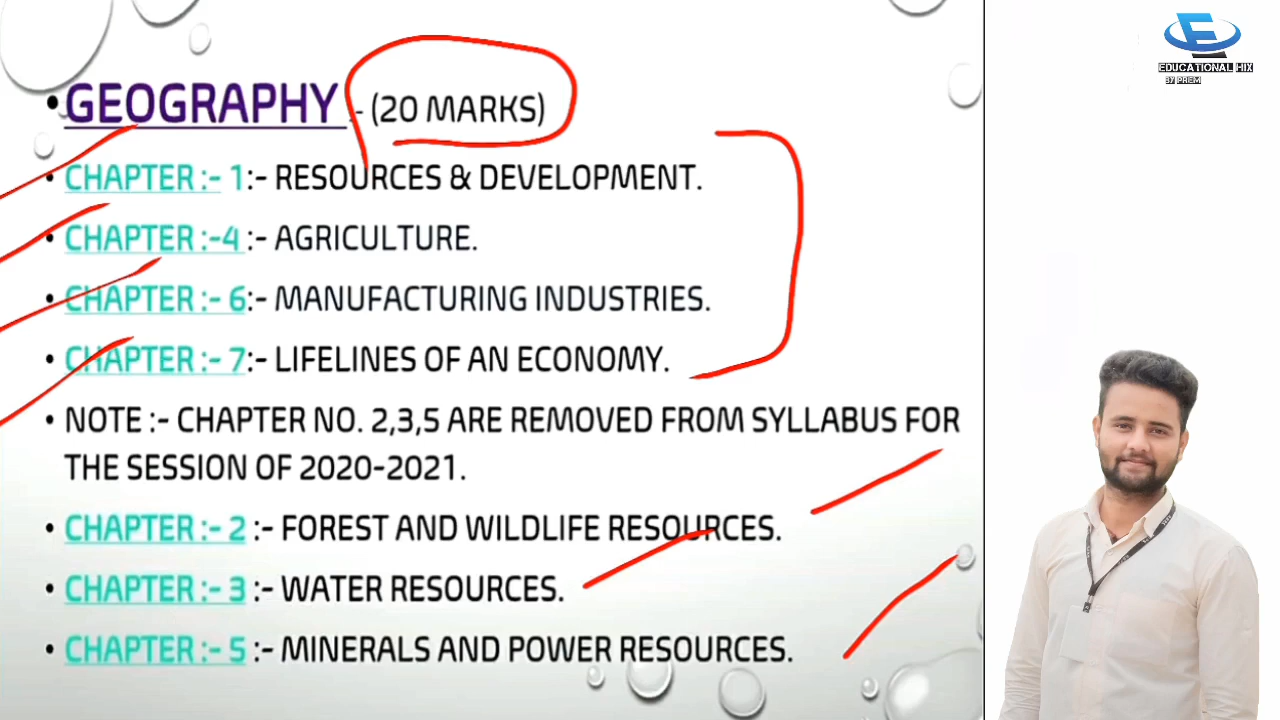 • GEOGRAPHY :- (20 MARKS)
• CHAPTER :- 1:- RESOURCES & DEVELOPMENT.
• CHAPTER :-4 :- AGRICULTURE.
• CHAPTER :- 6:- MANUFACTURING INDUSTRIES.
• CHAPTER :- 7:- LIFELINES OF AN ECONOMY.
• NOTE :- CHAPTER NO. 2,3,5 ARE REMOVED FROM SYLLABUS FOR
THE SESSION OF 2020-2021.
• CHAPTER :- 2 :- FOREST AND WILDLIFE RESOURCES.
• CHAPTER :- 3 :- WATER RESOURCES.
• CHAPTER :- 5 :- MINERALS AND POWER RESOURCES.
EDUCATIONAL HIX
BY PREM